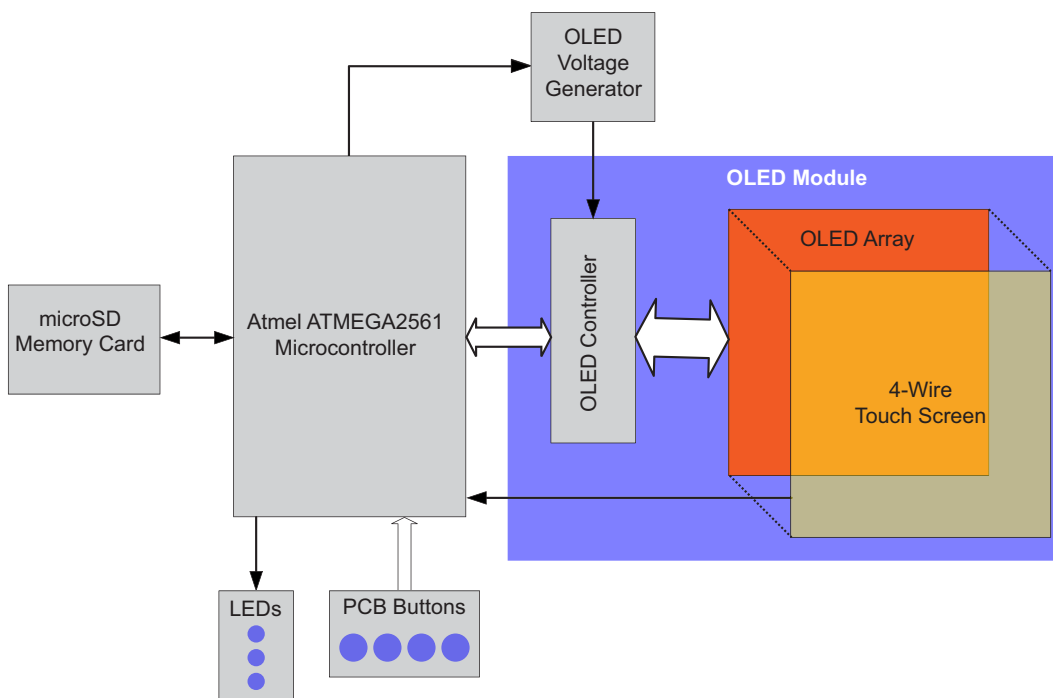 OLED
Voltage
Generator
OLED Module
OLED Array
microSD
Memory Card
Atmel ATMEGA2561
Microcontroller
OLED Controller
4-Wire
Touch Screen
LEDs
PCB Buttons